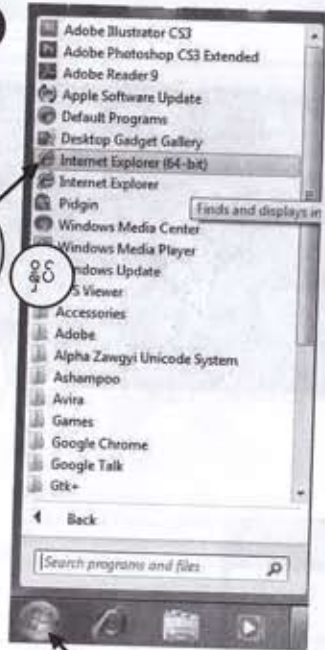 Adobe Illustrator CS3
Adobe Photoshop CS3 Extended
Adobe Reader 9
Apple Software Update
Default Programs
Desktop Gadget Gallery
Internet Explorer (64-bit)
Internet Explorer
Pidgin
Finds and displays in
Windows Media Center
Windows Media Player
ndows Update
S Viewer
နှိပ်
Accessories
Adobe
Alpha Zawgyi Unicode System
Ashampoo
Avira
Games
Google Chrome
Google Talk
Gtk+
Back
Search programs and files